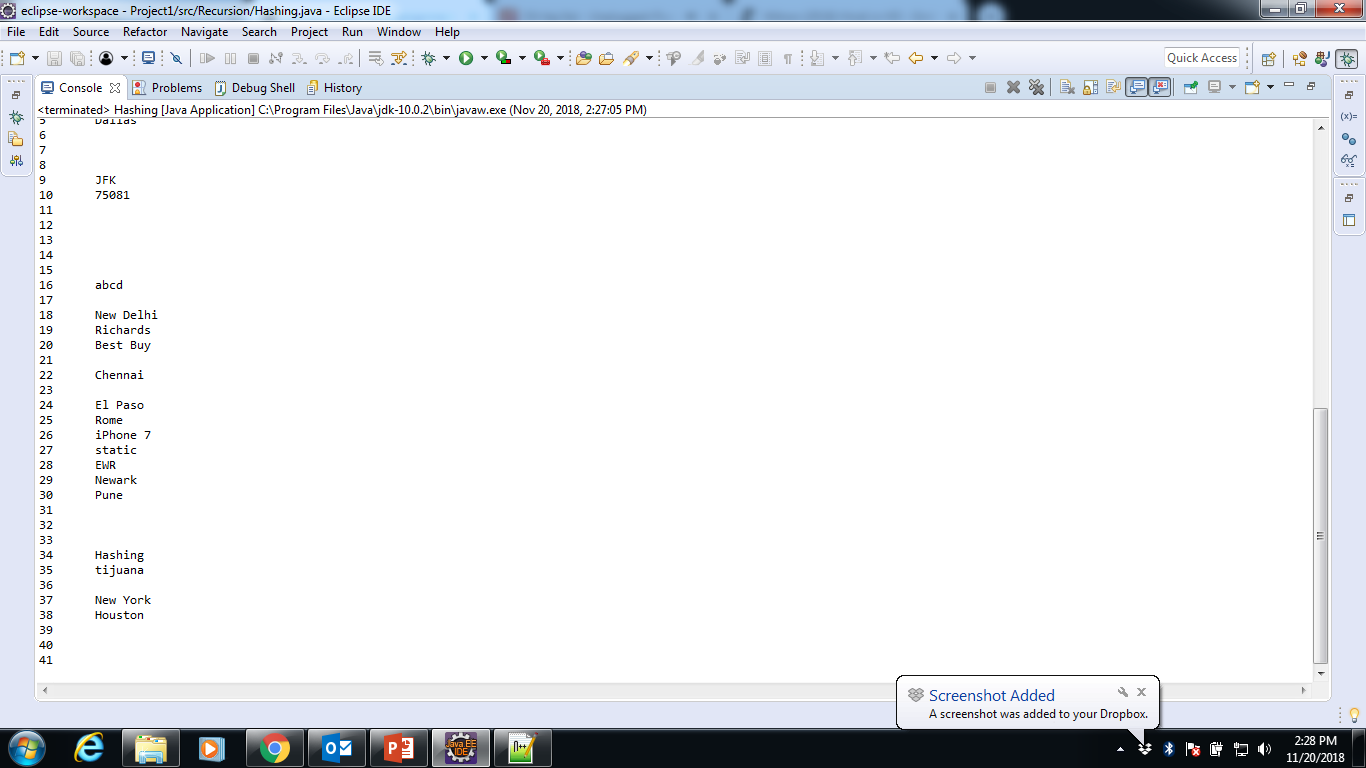 eclipse-workspace - Project1/src/Recursion/Hashing.java - Eclipse IDE
File Edit Source Refactor Navigate Search Project Run Window Help
Quick Access
Console Problems Debug Shell History
<terminated> Hashing [Java Application] C:\Program Files\Java\jdk-10.0.2\bin\javaw.exe (Nov 20, 2018, 2:27:05 PM)
5 Dallas
6
7
8
9 JFK
10 75081
11
12
13
14
15
16 abcd
17
18 New Delhi
19 Richards
20 Best Buy
21
22 Chennai
23
24 El Paso
25 Rome
26 iPhone 7
27 static
28 EWR
29 Newark
30 Pune
31
32
33
34 Hashing
35 tijuana
36
37 New York
38 Houston
39
40
41
Screenshot Added
A screenshot was added to your Dropbox.
Java EE
IDE
2:28 PM
11/20/2018